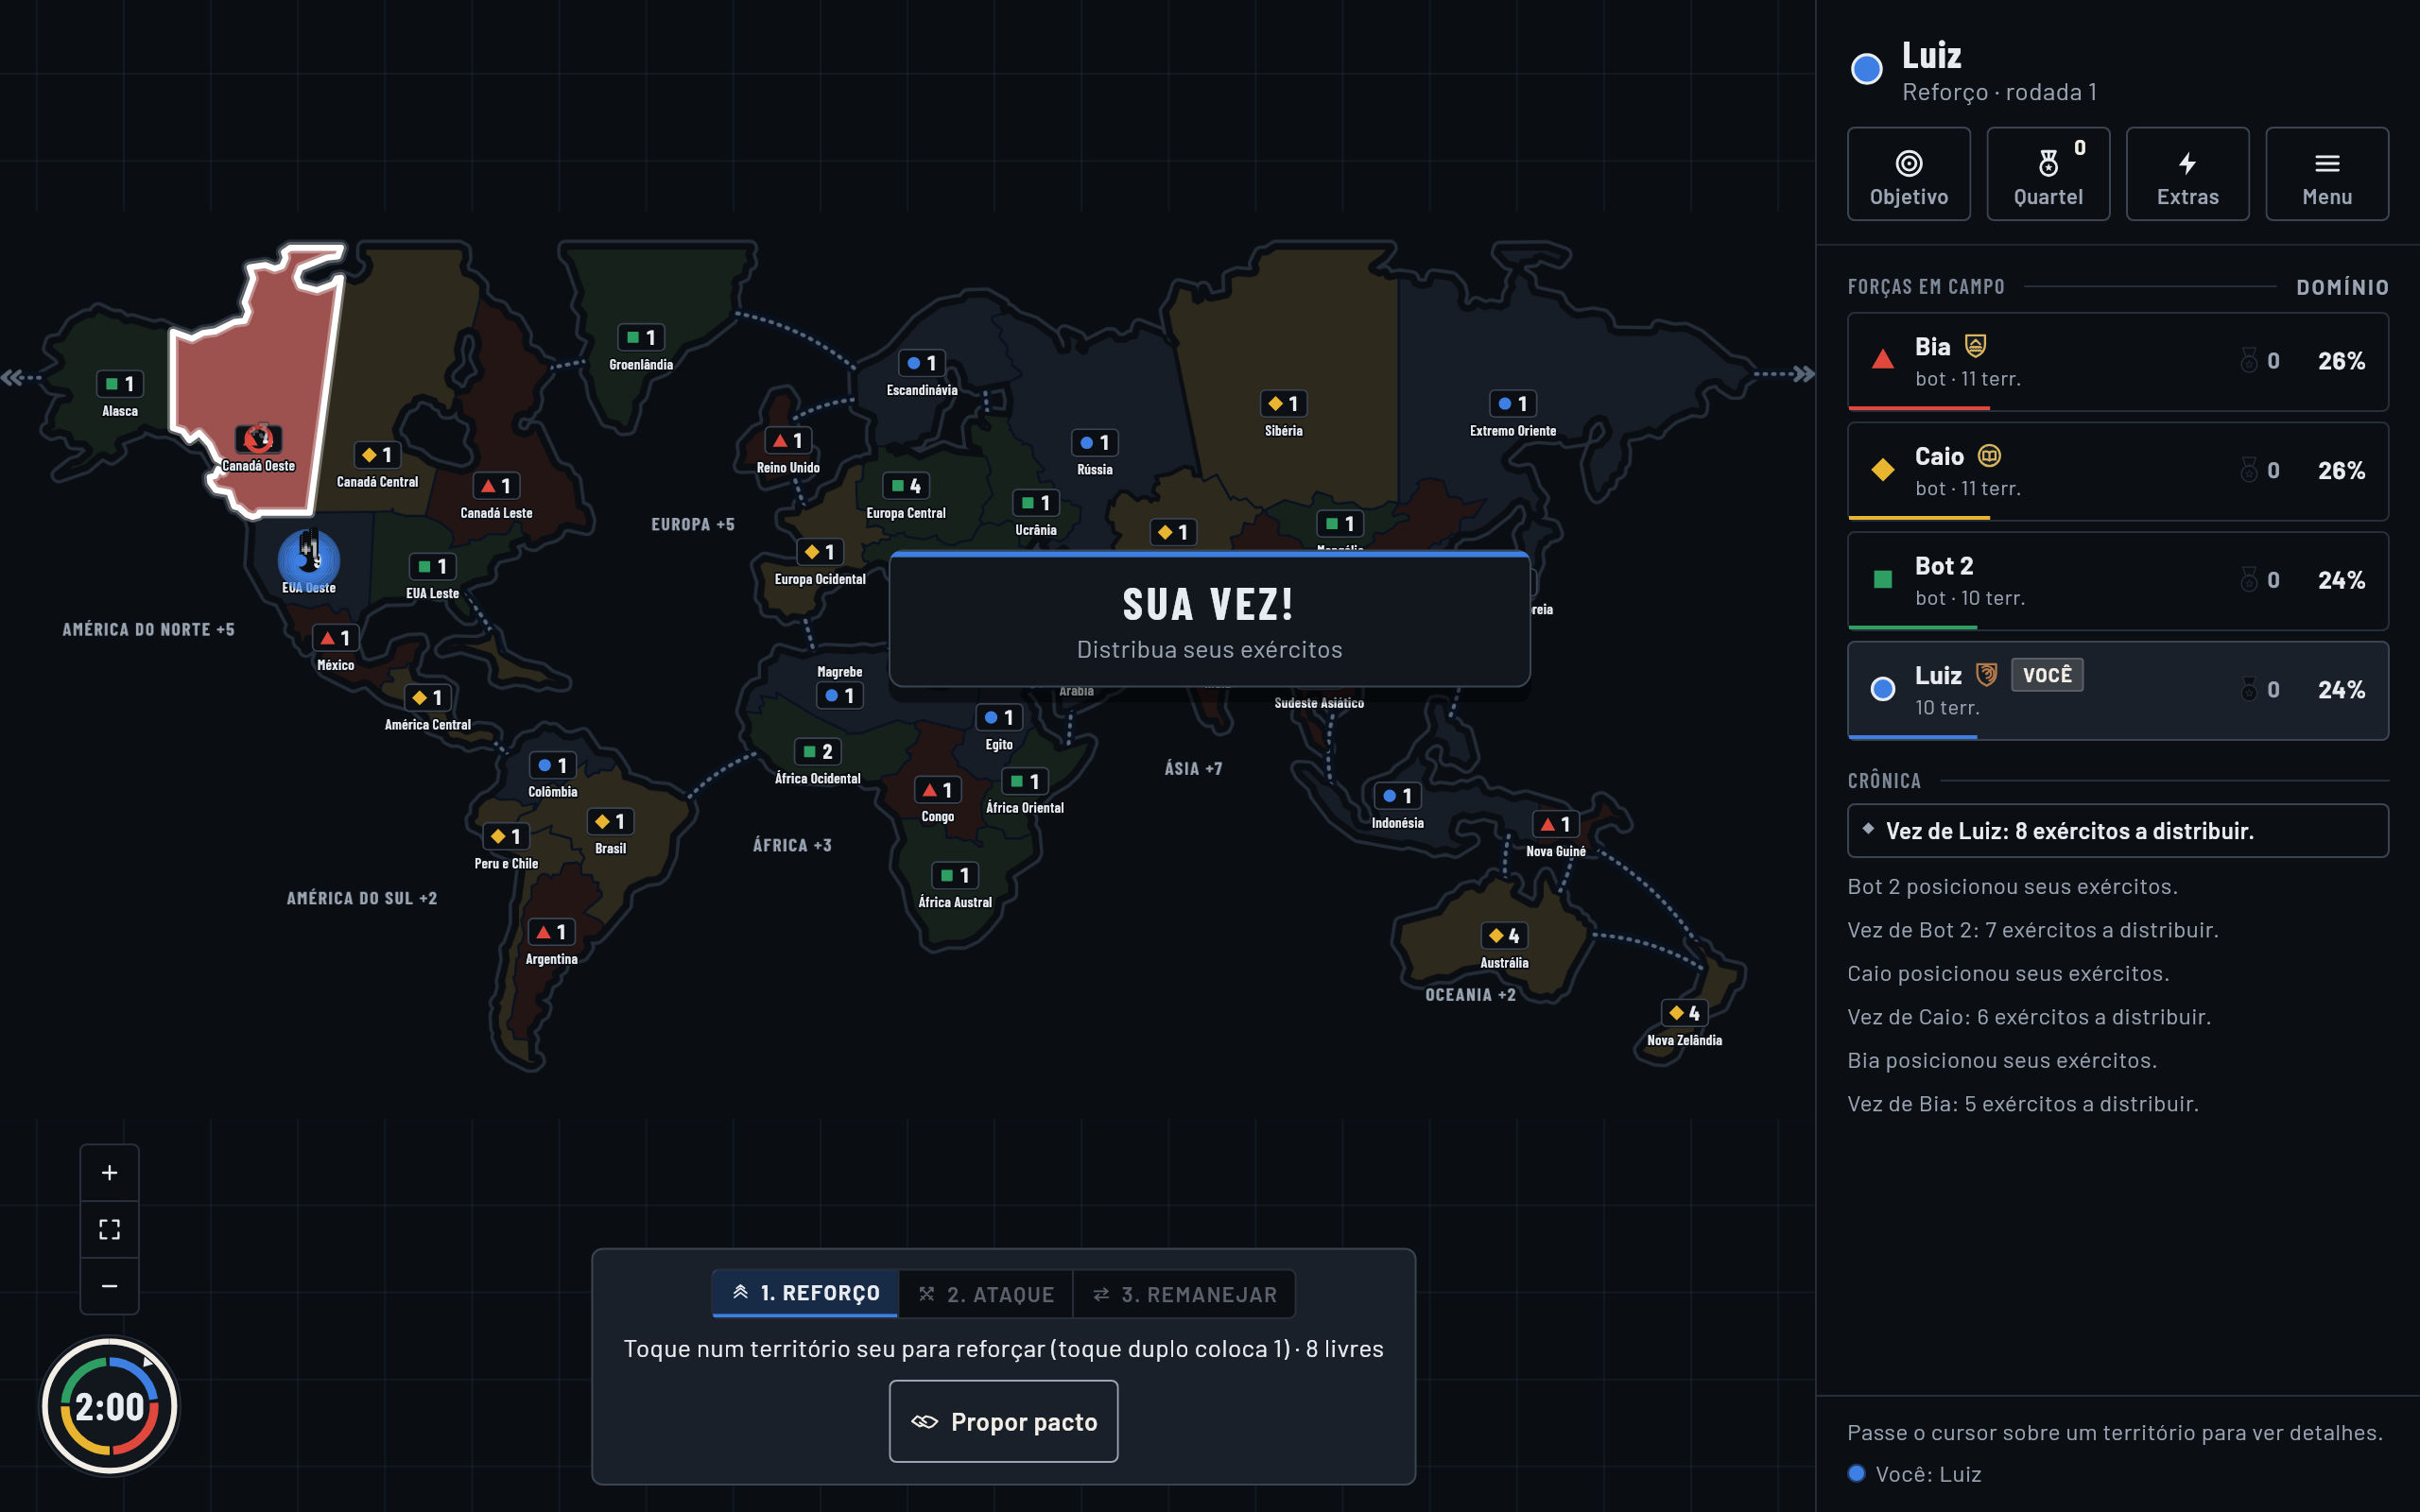 Luiz
Reforço · rodada 1
Objetivo
0
Quartel
Extras
Menu
FORÇAS EM CAMPO
DOMÍNIO
Bia
bot · 11 terr.
0
26%
Caio
bot · 11 terr.
0
26%
Bot 2
bot · 10 terr.
0
24%
Luiz
VOCÊ
10 terr.
0
24%
CRÔNICA
Vez de Luiz: 8 exércitos a distribuir.
Bot 2 posicionou seus exércitos.
Vez de Bot 2: 7 exércitos a distribuir.
Caio posicionou seus exércitos.
Vez de Caio: 6 exércitos a distribuir.
Bia posicionou seus exércitos.
Vez de Bia: 5 exércitos a distribuir.
Passe o cursor sobre um território para ver detalhes.
Você: Luiz
1
Alasca
Canadá Oeste
1
Canadá Central
1
Canadá Leste
1
Groenlândia
EUA Oeste
1
EUA Leste
AMÉRICA DO NORTE +5
1
México
1
América Central
1
Colômbia
1
Peru e Chile
1
Brasil
AMÉRICA DO SUL +2
1
Argentina
EUROPA +5
1
Escandinávia
1
Reino Unido
4
Europa Central
1
Ucrânia
1
Rússia
1
Europa Ocidental
1
Sibéria
1
Extremo Oriente
1
1
SUA VEZ!
Distribua seus exércitos
Magrebe
1
1
Egito
Arábia
Sudeste Asiático
2
África Ocidental
1
Congo
1
África Oriental
ÁFRICA +3
1
África Austral
ÁSIA +7
1
Indonésia
1
Nova Guiné
4
Austrália
OCEANIA +2
4
Nova Zelândia
+
−
2:00
1. REFORÇO
2. ATAQUE
3. REMANEJAR
Toque num território seu para reforçar (toque duplo coloca 1) · 8 livres
Propor pacto